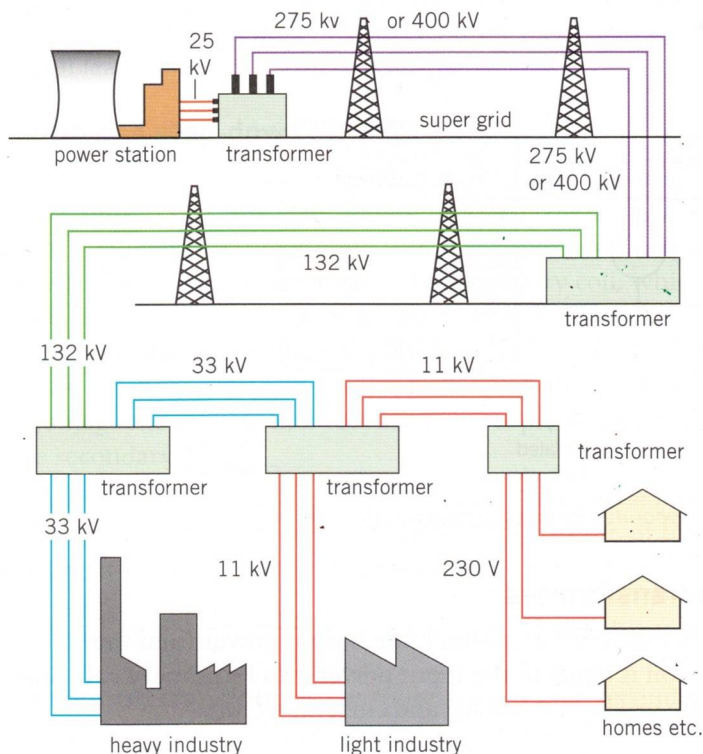 275 kv or 400 kV
25
kV
super grid
power station
transformer
275 kV
or 400 kV
132 kV
transformer
132 kV
33 kV
11 kV
transformer
transformer
transformer
33 kV
11 kV
230 V
heavy industry
light industry
homes etc.